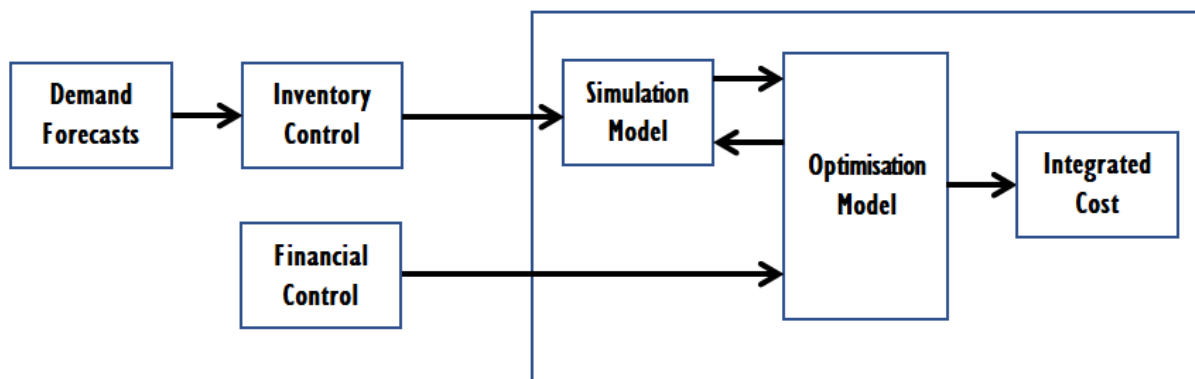 Demand
Forecasts
Inventory
Control
Simulation
Model
Optimisation
Model
Integrated
Cost
Financial
Control